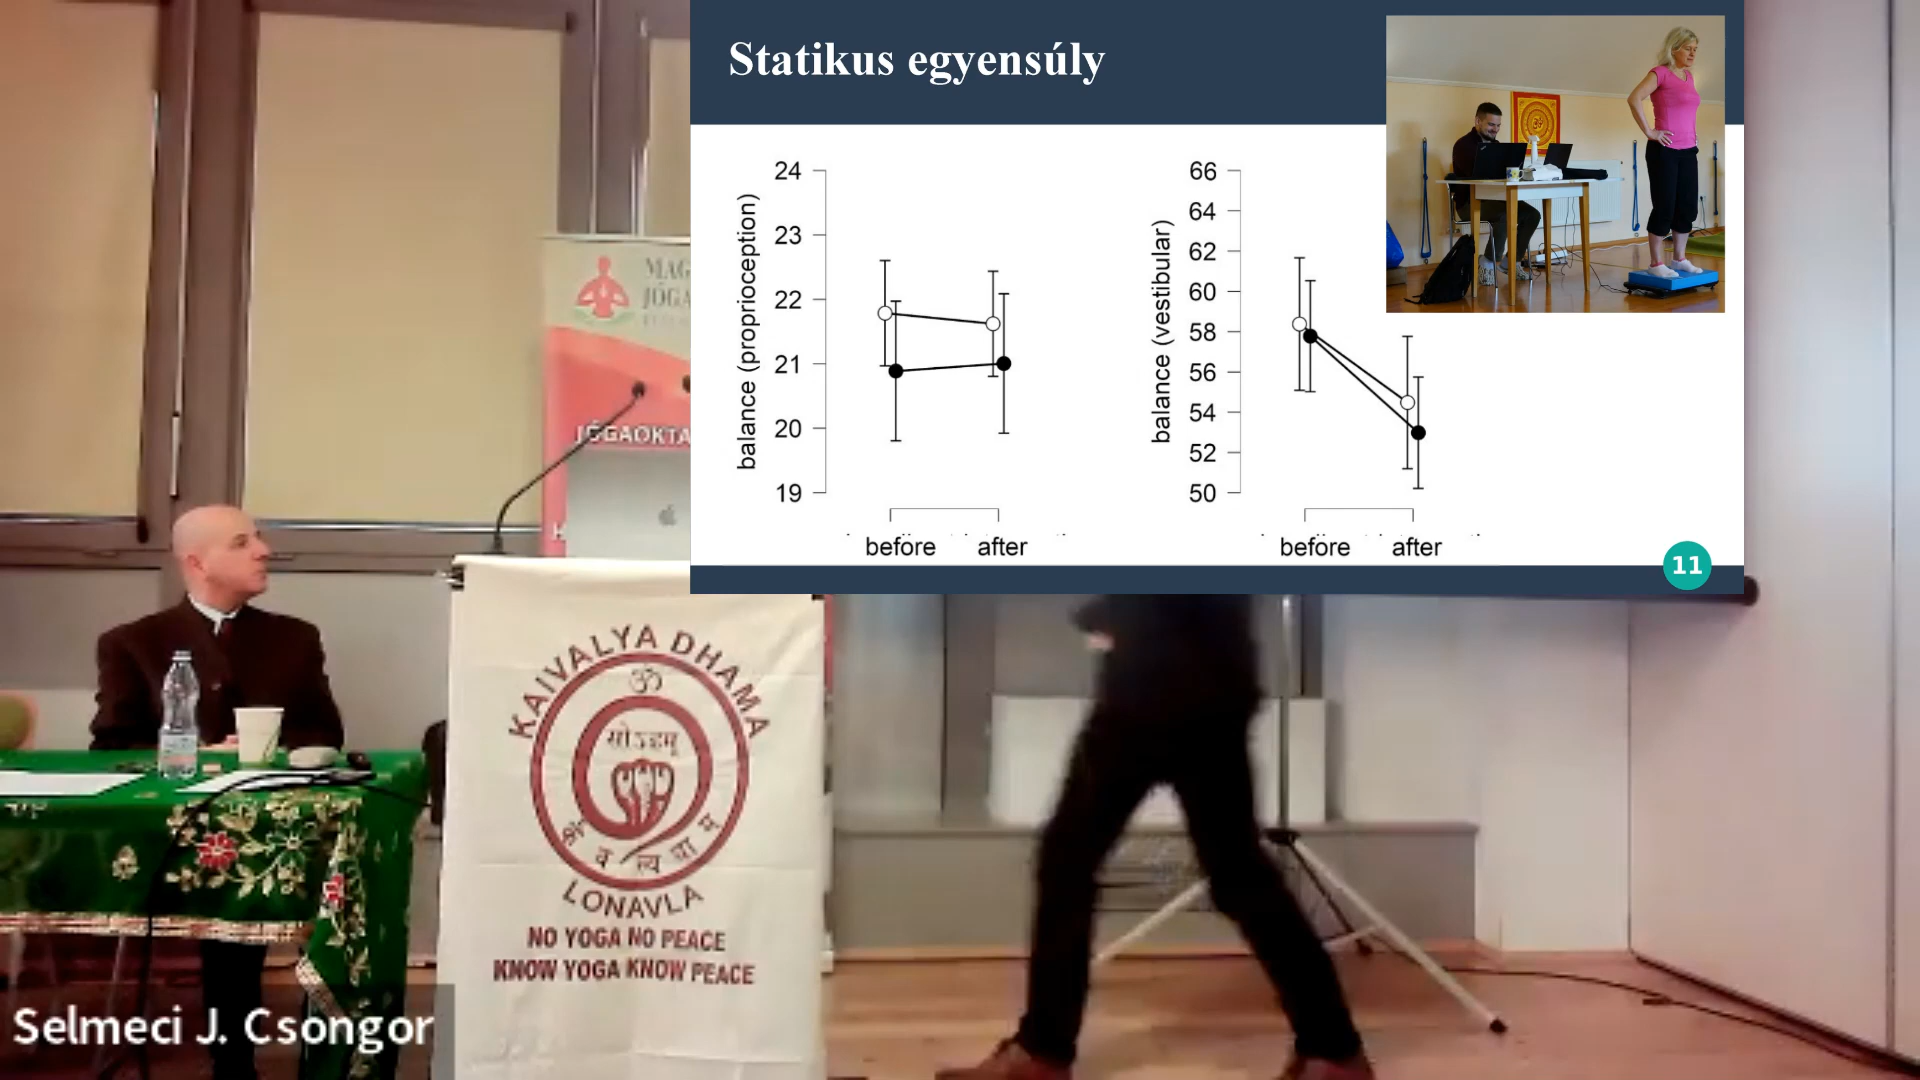 Statikus egyensúly
balance (proprioception)
24
23
22
21
20
19
before after
balance (vestibular)
66
64
62
60
58
56
54
52
50
before after
11
JÓGAOKTA
KAIVALYA DHAMA
ॐ
सोऽहम्
कैवल्यधाम
LONAVLA
NO YOGA NO PEACE
KNOW YOGA KNOW PEACE
Selmeci J. Csongor